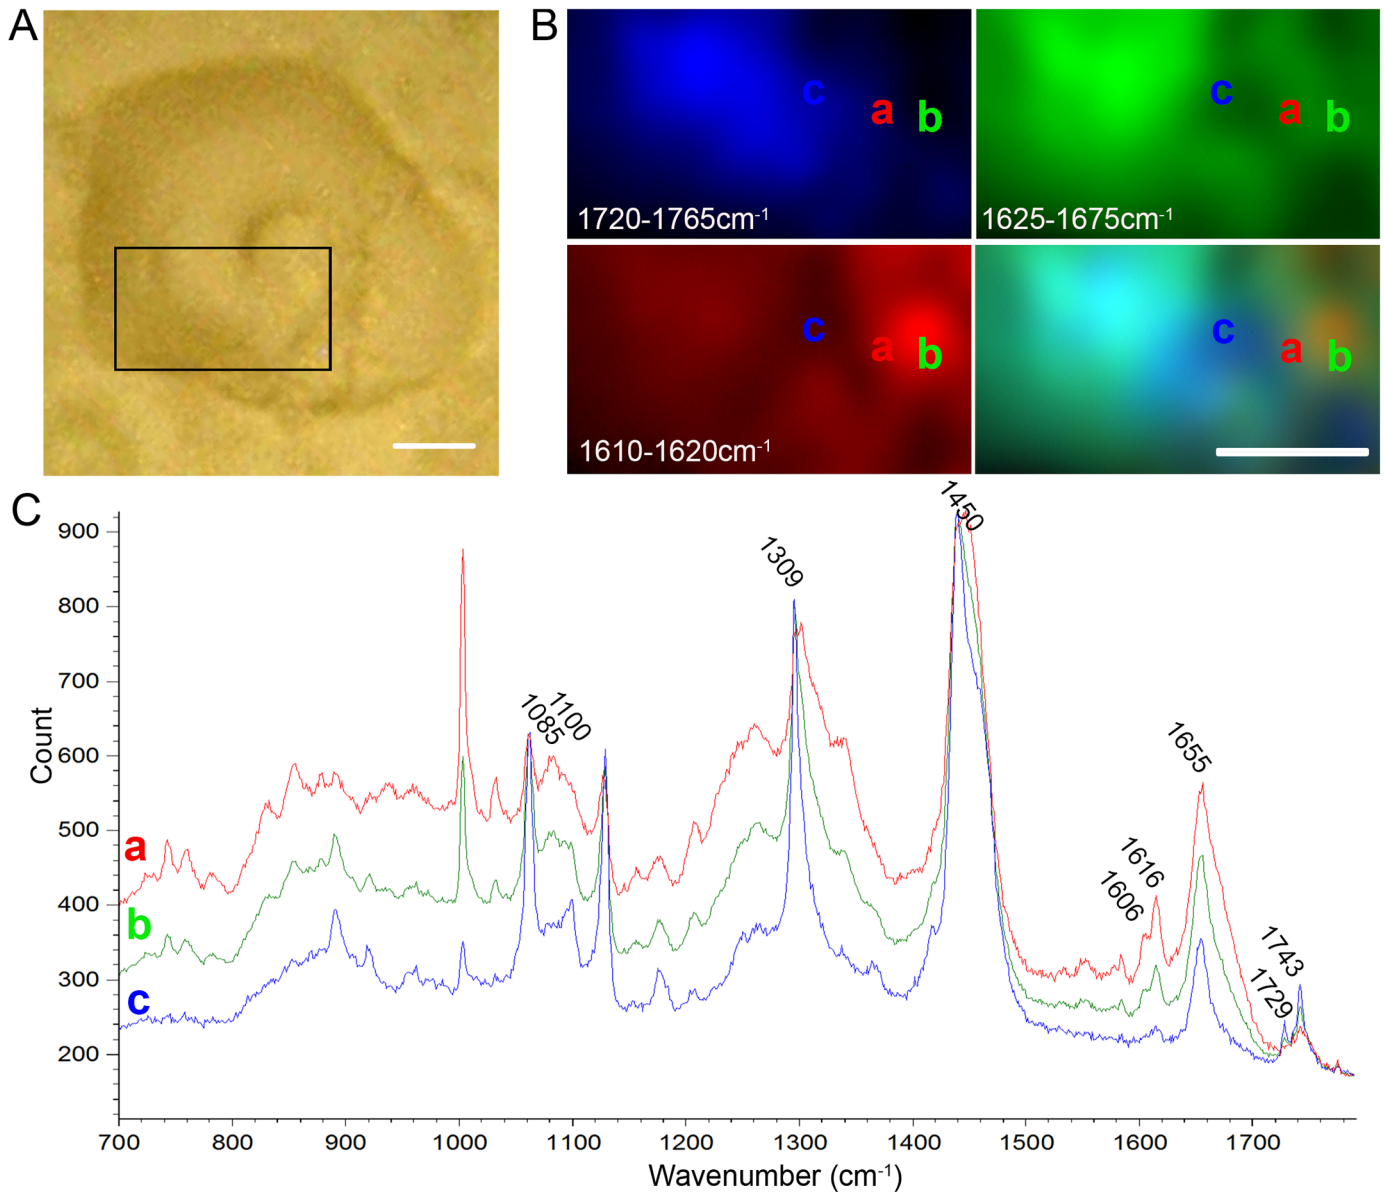 A
B
c
a
b
1720-1765cm⁻¹
c
a
b
1625-1675cm⁻¹
c
a
b
1610-1620cm⁻¹
c
a
b
C
Count
900
800
700
600
500
400
300
200
a
b
c
1085
1100
1309
1450
1606
1616
1655
1729
1743
700
800
900
1000
1100
1200
1300
1400
1500
1600
1700
Wavenumber (cm⁻¹)